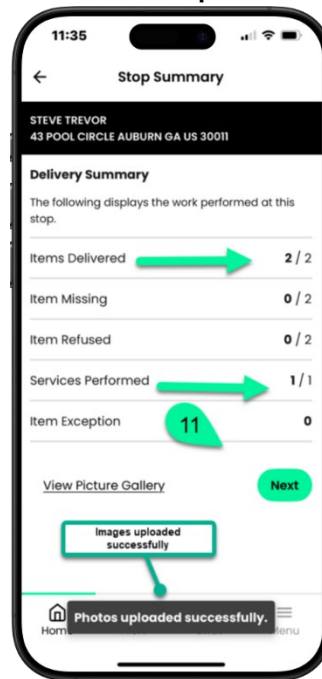 11:35
Stop Summary
STEVE TREVOR
43 POOL CIRCLE AUBURN GA US 30011
Delivery Summary
The following displays the work performed at this
stop.
Items Delivered 2 / 2
Item Missing 0 / 2
Item Refused 0 / 2
Services Performed 1 / 1
Item Exception 0
11
View Picture Gallery Next
Images uploaded
successfully
Photos uploaded successfully.
Home